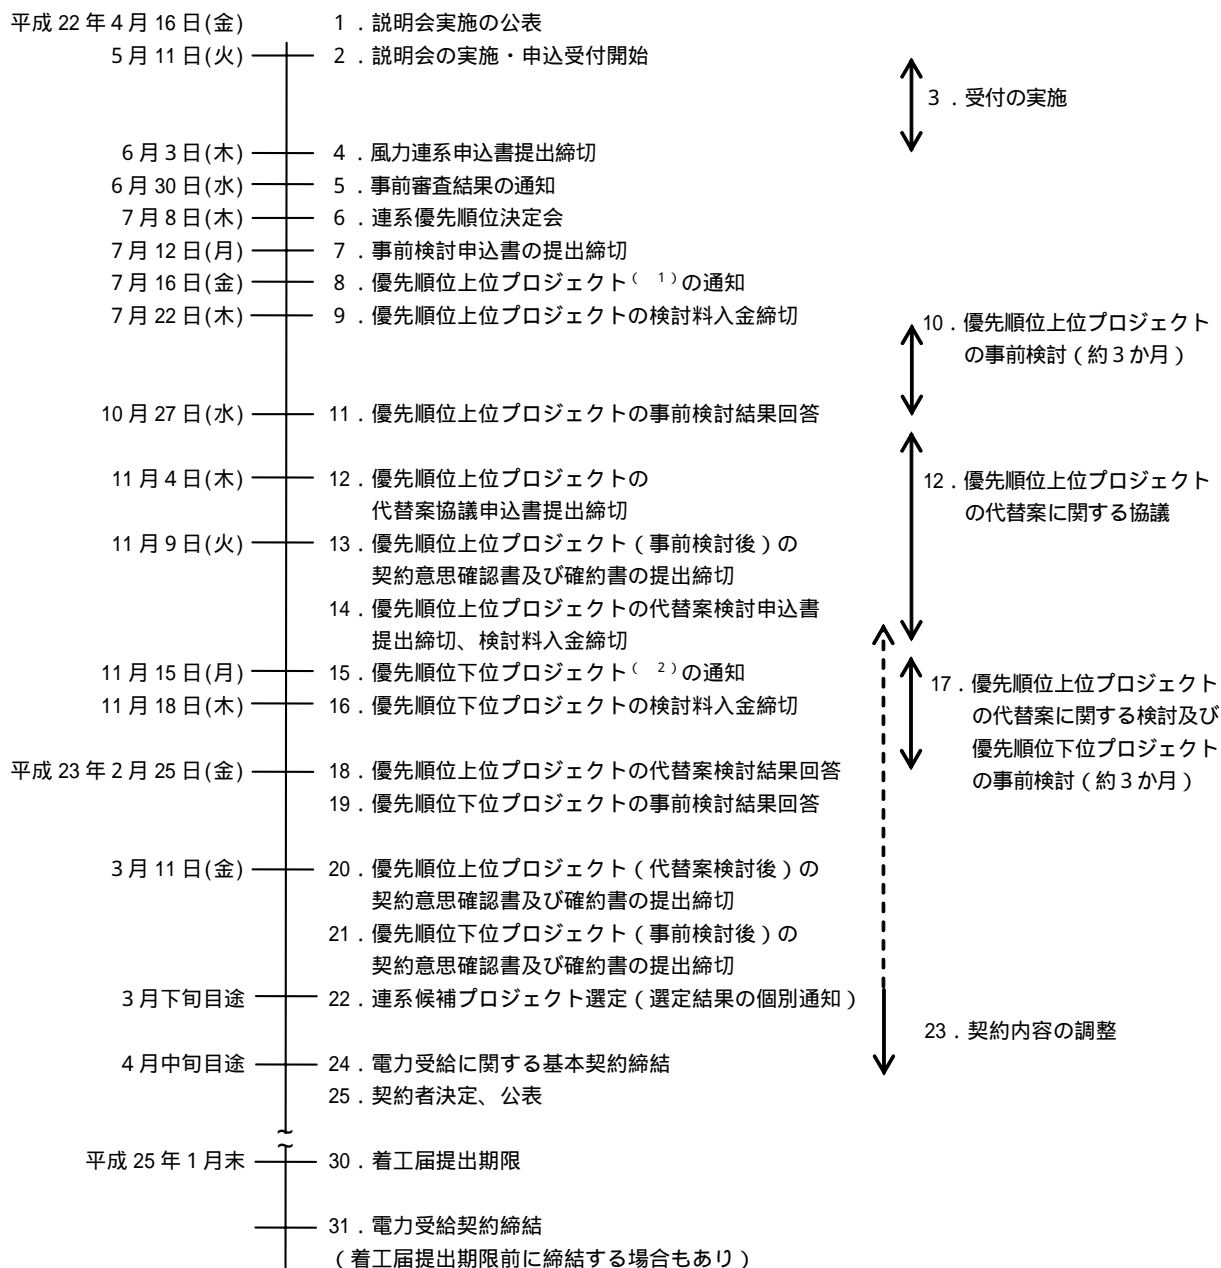 平成 22 年 4 月 16 日(金) 1．説明会実施の公表
5 月 11 日(火) 2．説明会の実施・申込受付開始
3．受付の実施
6 月 3 日(木) 4．風力連系申込書提出締切
6 月 30 日(水) 5．事前審査結果の通知
7 月 8 日(木) 6．連系優先順位決定会
7 月 12 日(月) 7．事前検討申込書の提出締切
7 月 16 日(金) 8．優先順位上位プロジェクト( 1)の通知
7 月 22 日(木) 9．優先順位上位プロジェクトの検討料入金締切
10．優先順位上位プロジェクト
の事前検討（約３か月）
10 月 27 日(水) 11．優先順位上位プロジェクトの事前検討結果回答
11 月 4 日(木) 12．優先順位上位プロジェクトの
代替案協議申込書提出締切
12．優先順位上位プロジェクト
の代替案に関する協議
11 月 9 日(火) 13．優先順位上位プロジェクト（事前検討後）の
契約意思確認書及び確約書の提出締切
14．優先順位上位プロジェクトの代替案検討申込書
提出締切、検討料入金締切
11 月 15 日(月) 15．優先順位下位プロジェクト( 2)の通知
11 月 18 日(木) 16．優先順位下位プロジェクトの検討料入金締切
17．優先順位上位プロジェクト
の代替案に関する検討及び
優先順位下位プロジェクト
の事前検討（約３か月）
平成 23 年 2 月 25 日(金) 18．優先順位上位プロジェクトの代替案検討結果回答
19．優先順位下位プロジェクトの事前検討結果回答
3 月 11 日(金) 20．優先順位上位プロジェクト（代替案検討後）の
契約意思確認書及び確約書の提出締切
21．優先順位下位プロジェクト（事前検討後）の
契約意思確認書及び確約書の提出締切
3 月下旬目途 22．連系候補プロジェクト選定（選定結果の個別通知）
23．契約内容の調整
4 月中旬目途 24．電力受給に関する基本契約締結
25．契約者決定、公表
平成 25 年 1 月末 30．着工届提出期限
31．電力受給契約締結
（着工届提出期限前に締結する場合もあり）